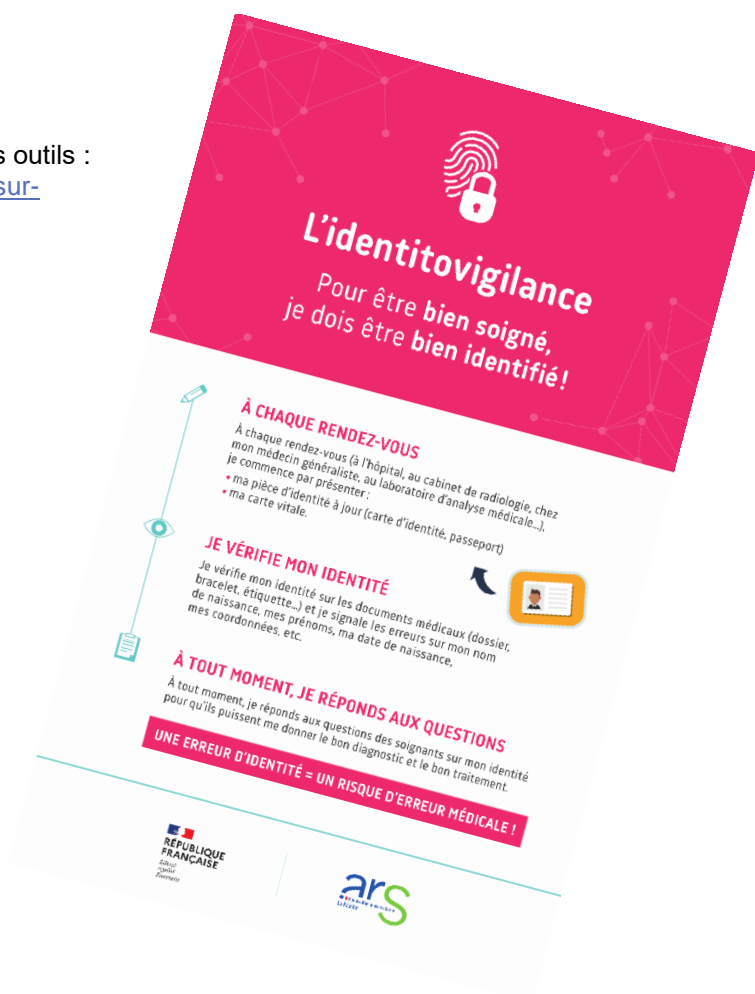 s outils :
sur-
L'identitovigilance
Pour être bien soigné,
je dois être bien identifié !
À CHAQUE RENDEZ-VOUS
À chaque rendez-vous (à l'hôpital, au cabinet de radiologie, chez
mon médecin généraliste, au laboratoire d'analyse médicale...),
je commence par présenter :
• ma pièce d'identité à jour (carte d'identité, passeport)
• ma carte vitale.
JE VÉRIFIE MON IDENTITÉ
Je vérifie mon identité sur les documents médicaux (dossier,
bracelet, étiquette...) et je signale les erreurs sur mon nom
de naissance, mes prénoms, ma date de naissance,
mes coordonnées, etc.
À TOUT MOMENT, JE RÉPONDS AUX QUESTIONS
À tout moment, je réponds aux questions des soignants sur mon identité
pour qu'ils puissent me donner le bon diagnostic et le bon traitement.
UNE ERREUR D'IDENTITÉ = UN RISQUE D'ERREUR MÉDICALE !
RÉPUBLIQUE
FRANÇAISE
Liberté
Égalité
Fraternité
ars